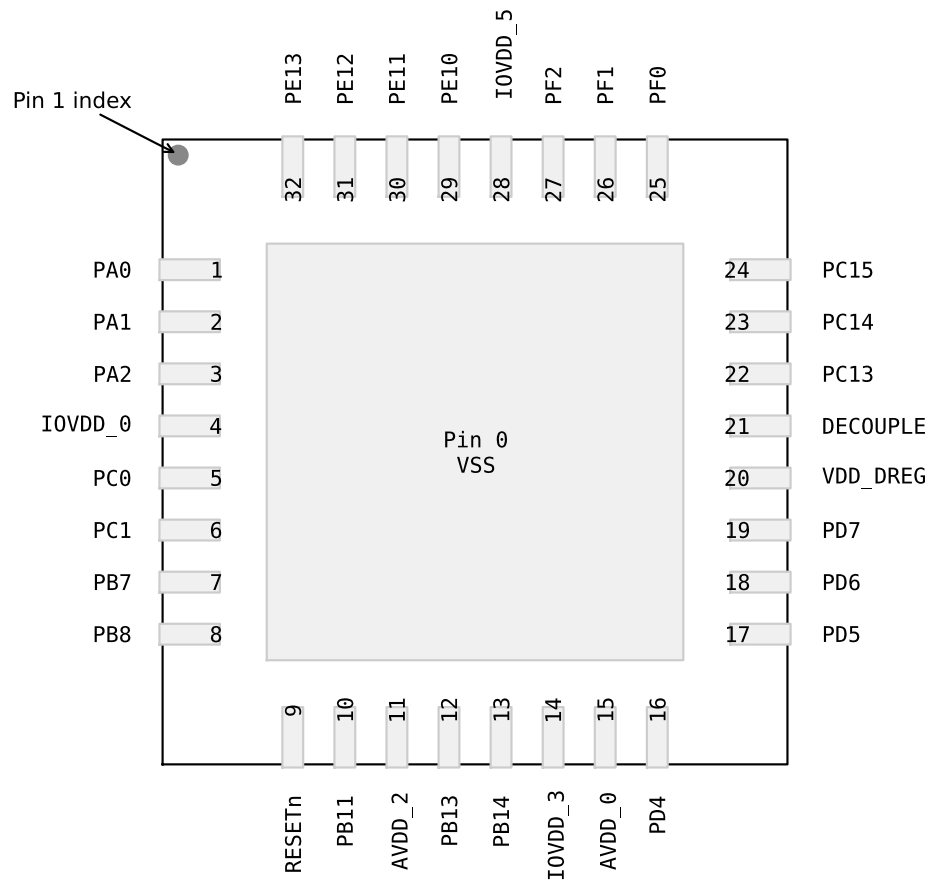 IOVDD_5
PE13
PE12
PE11
PE10
PF2
PF1
PF0
Pin 1 index
32
31
30
29
28
27
26
25
PA0 1
24 PC15
PA1 2
23 PC14
PA2 3
22 PC13
IOVDD_0 4
21 DECOUPLE
Pin 0
VSS
PC0 5
20 VDD_DREG
PC1 6
19 PD7
PB7 7
18 PD6
PB8 8
17 PD5
9
10
11
12
13
14
15
16
RESETn
PB11
AVDD_2
PB13
PB14
IOVDD_3
AVDD_0
PD4